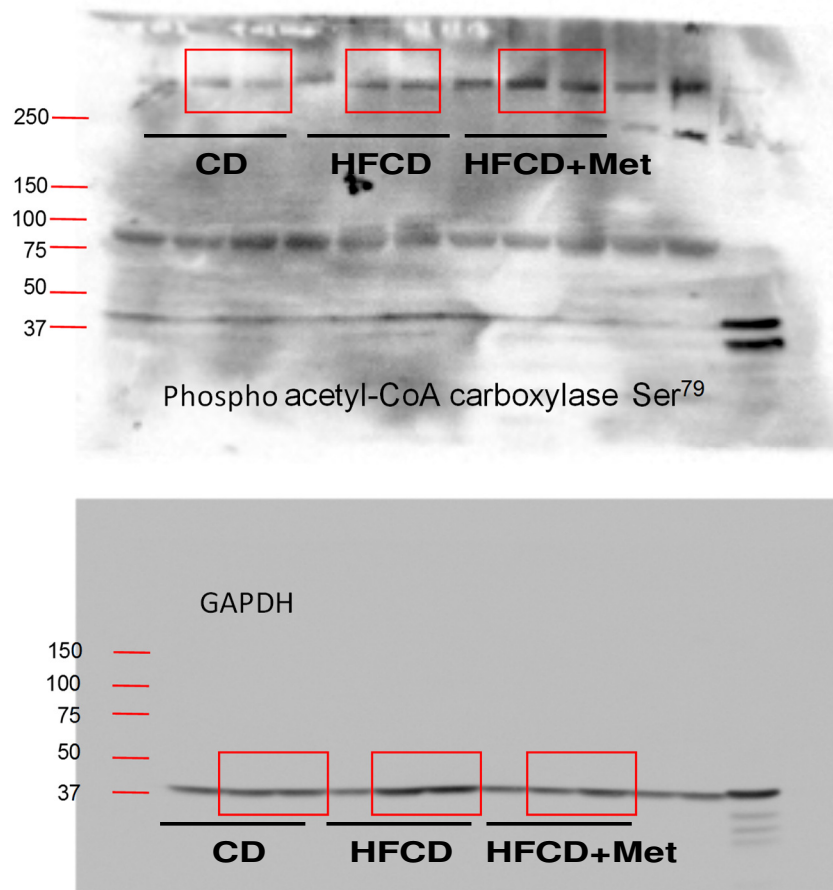 250
CD HFCD HFCD+Met
150
100
75
50
37
Phospho acetyl-CoA carboxylase Ser⁷⁹
GAPDH
150
100
75
50
37
CD HFCD HFCD+Met